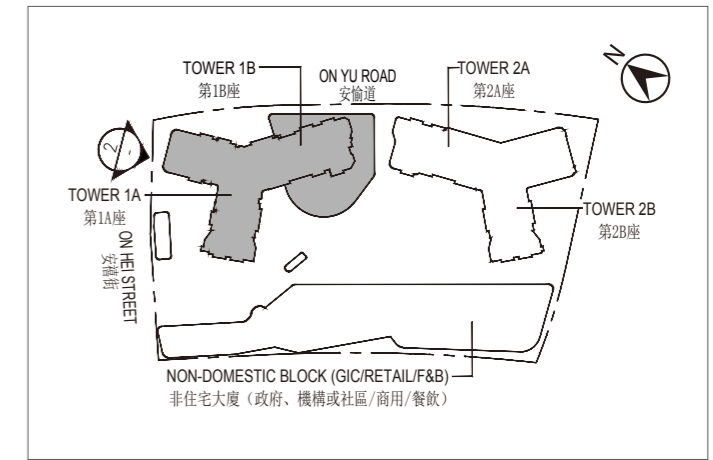 N
TOWER 1B
第1B座
ON YU ROAD
安愉道
TOWER 2A
第2A座
2
-
TOWER 1A
第1A座
ON HEI STREET
安禧街
TOWER 2B
第2B座
NON-DOMESTIC BLOCK (GIC/RETAIL/F&B)
非住宅大廈（政府、機構或社區/商用/餐飲）